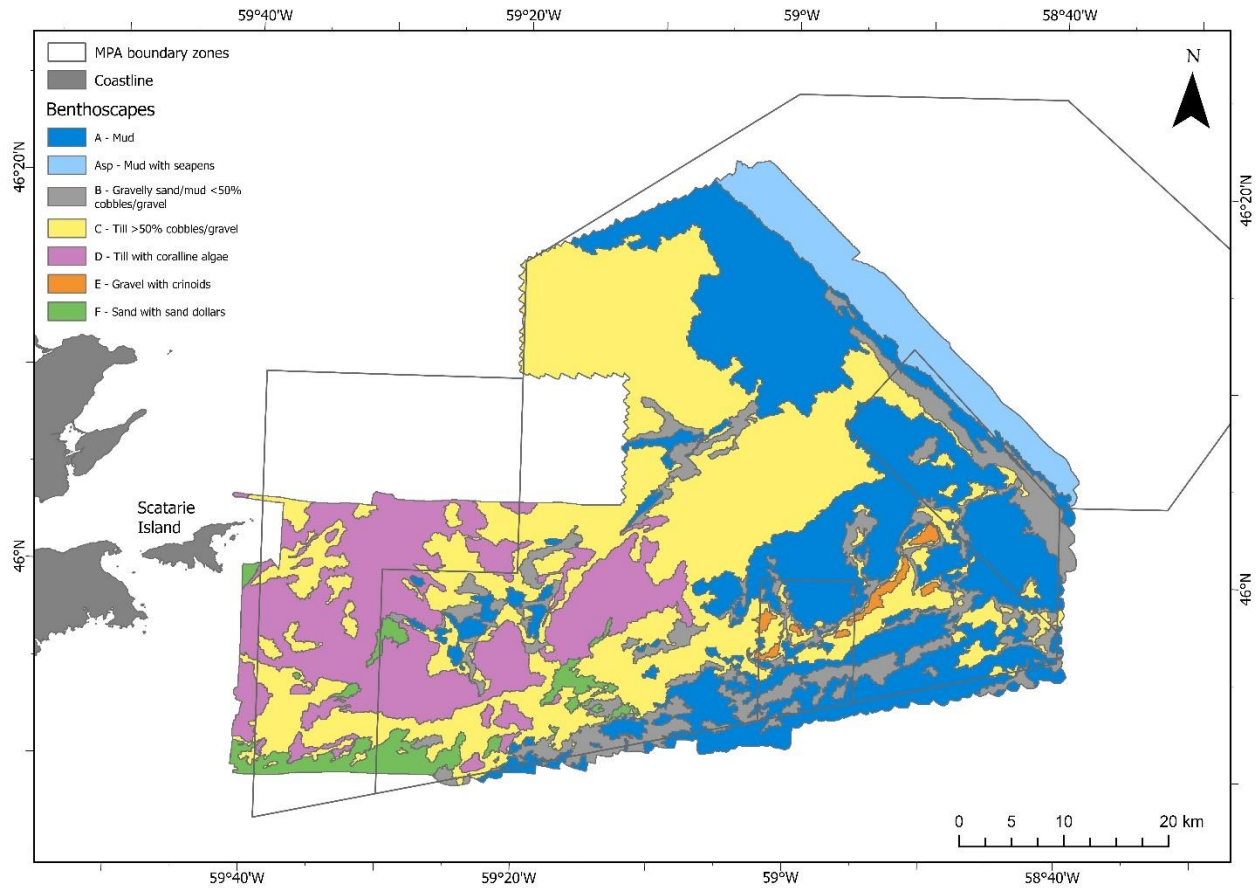 59°40'W 59°20'W 59°W 58°40'W
MPA boundary zones
Coastline
Benthoscapes
A - Mud
Asp - Mud with seapens
B - Gravelly sand/mud <50%
cobbles/gravel
C - Till >50% cobbles/gravel
D - Till with coralline algae
E - Gravel with crinoids
F - Sand with sand dollars
N
46°20'N
46°20'N
Scatarie
Island
46°N
46°N
0 5 10 20 km
59°40'W 59°20'W 59°W 58°40'W